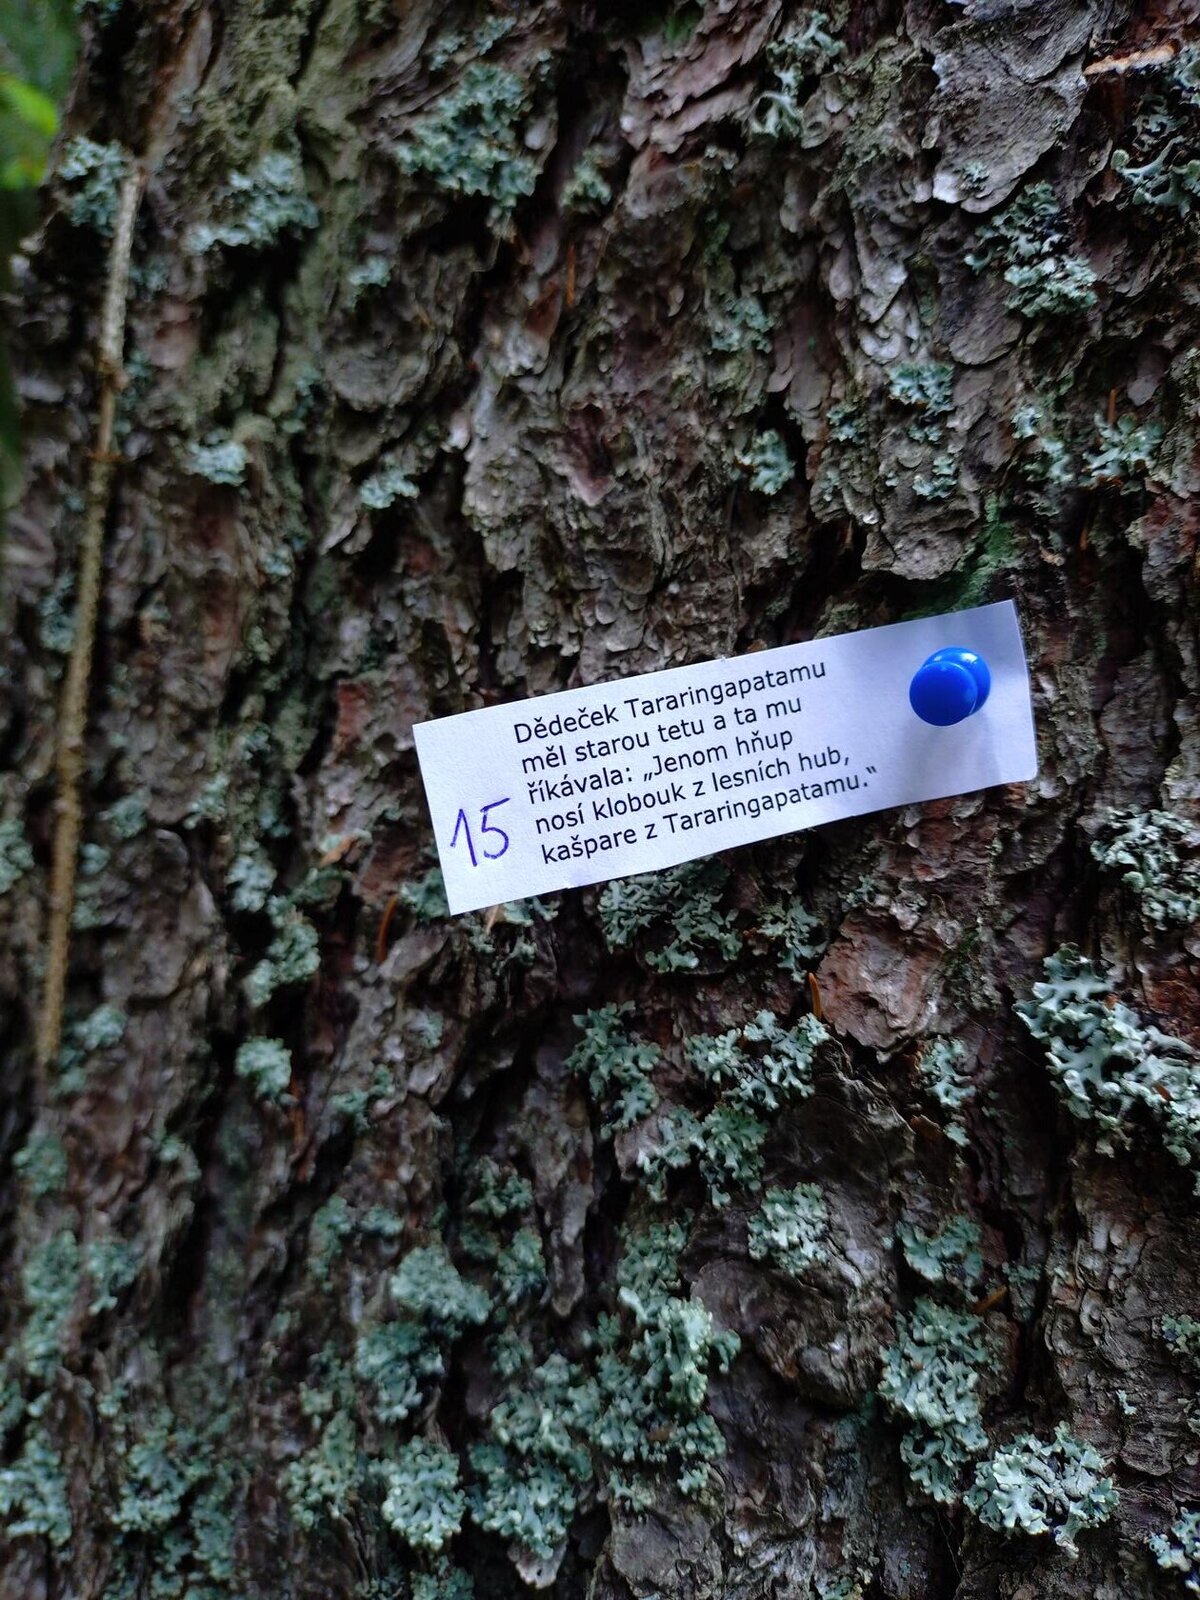 Dědeček Tararingapatamu
měl starou tetu a ta mu
říkávala: „Jenom hňup
nosí klobouk z lesních hub,
kašpare z Tararingapatamu.“
15